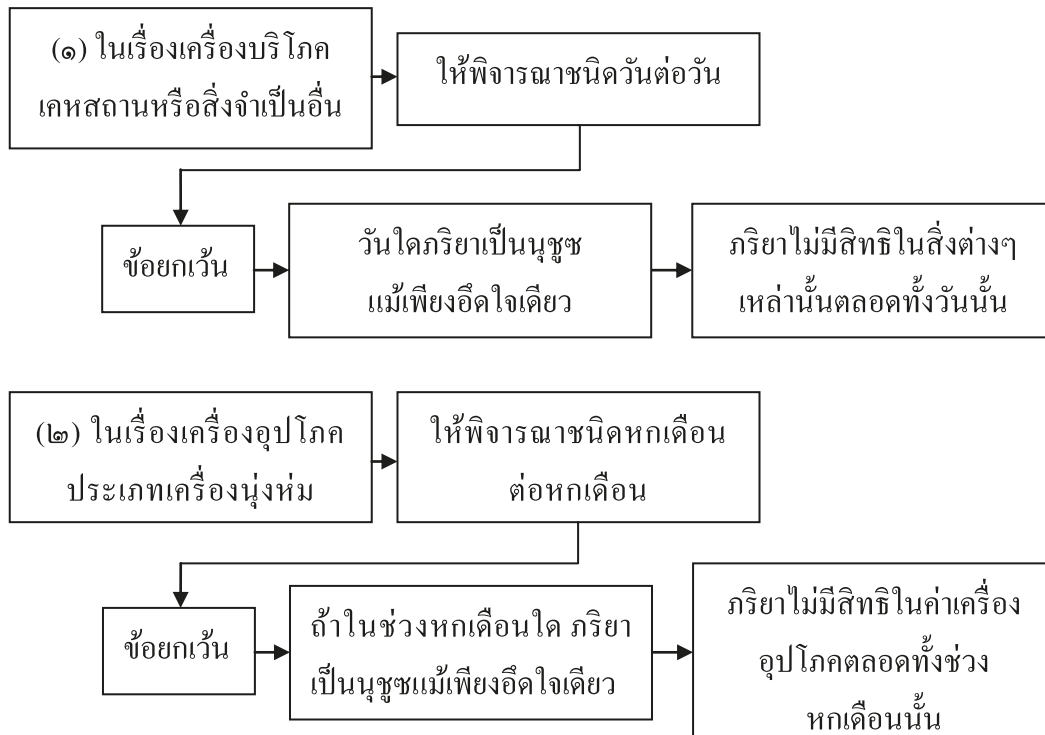 (๑) ในเรื่องเครื่องบริโภค
เคหสถานหรือสิ่งจำเป็นอื่น
ให้พิจารณาชนิดวันต่อวัน
ข้อยกเว้น
วันใดภริยาเป็นนุชูซ
แม้เพียงอึดใจเดียว
ภริยาไม่มีสิทธิในสิ่งต่างๆ
เหล่านั้นตลอดทั้งวันนั้น
(๒) ในเรื่องเครื่องอุปโภค
ประเภทเครื่องนุ่งห่ม
ให้พิจารณาชนิดหกเดือน
ต่อหกเดือน
ข้อยกเว้น
ถ้าในช่วงหกเดือนใด ภริยา
เป็นนุชูซแม้เพียงอึดใจเดียว
ภริยาไม่มีสิทธิในค่าเครื่อง
อุปโภคตลอดทั้งช่วง
หกเดือนนั้น